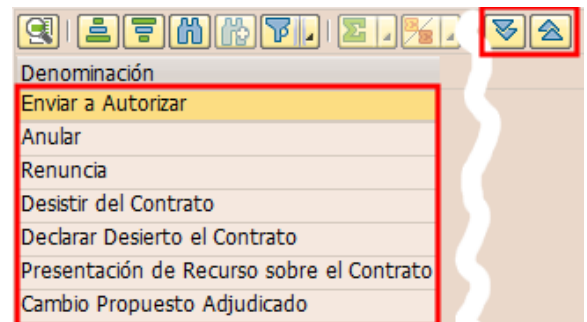 Denominación
Enviar a Autorizar
Anular
Renuncia
Desistir del Contrato
Declarar Desierto el Contrato
Presentación de Recurso sobre el Contrato
Cambio Propuesto Adjudicado